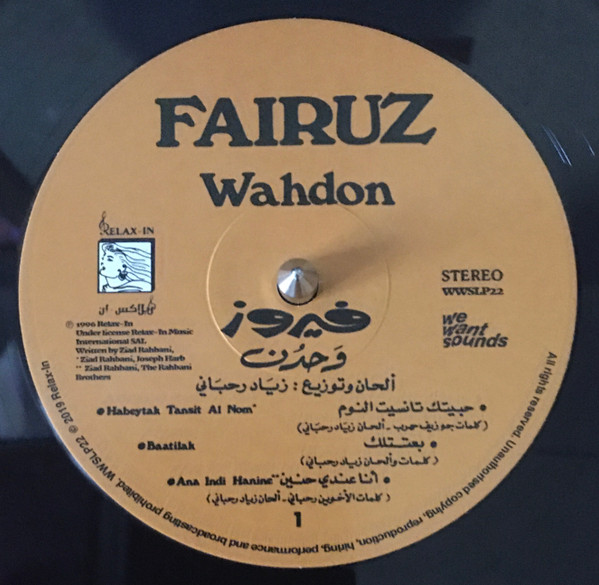 FAIRUZ
Wahdon
RELAX-IN
ريلاكس ان
℗ 1996 Relax-In
Under license Relax-In Music
International SAL
Written by Ziad Rahbani,
* Ziad Rahbani, Joseph Harb
** Ziad Rahbani, The Rahbani
Brothers
STEREO
WWSLP22
we
want
sounds
فيروز
وَحدُن
ألحان وتوزيع : زياد رحباني
• Habeytak Tansit Al Nom*
• حبيتك تانسيت النوم
(كلمات جوزيف حرب - ألحان زياد رحباني)
• Baatilak
• بعتلك
(كلمات وألحان زياد رحباني)
• Ana Indi Hanine**
• أنا عندي حنين
(كلمات الأخوين رحباني - ألحان زياد رحباني)
1
All rights reserved. Unauthorised copying, reproduction, hiring, performance and broadcasting prohibited. WWSLP22 © 2019 Relax-In